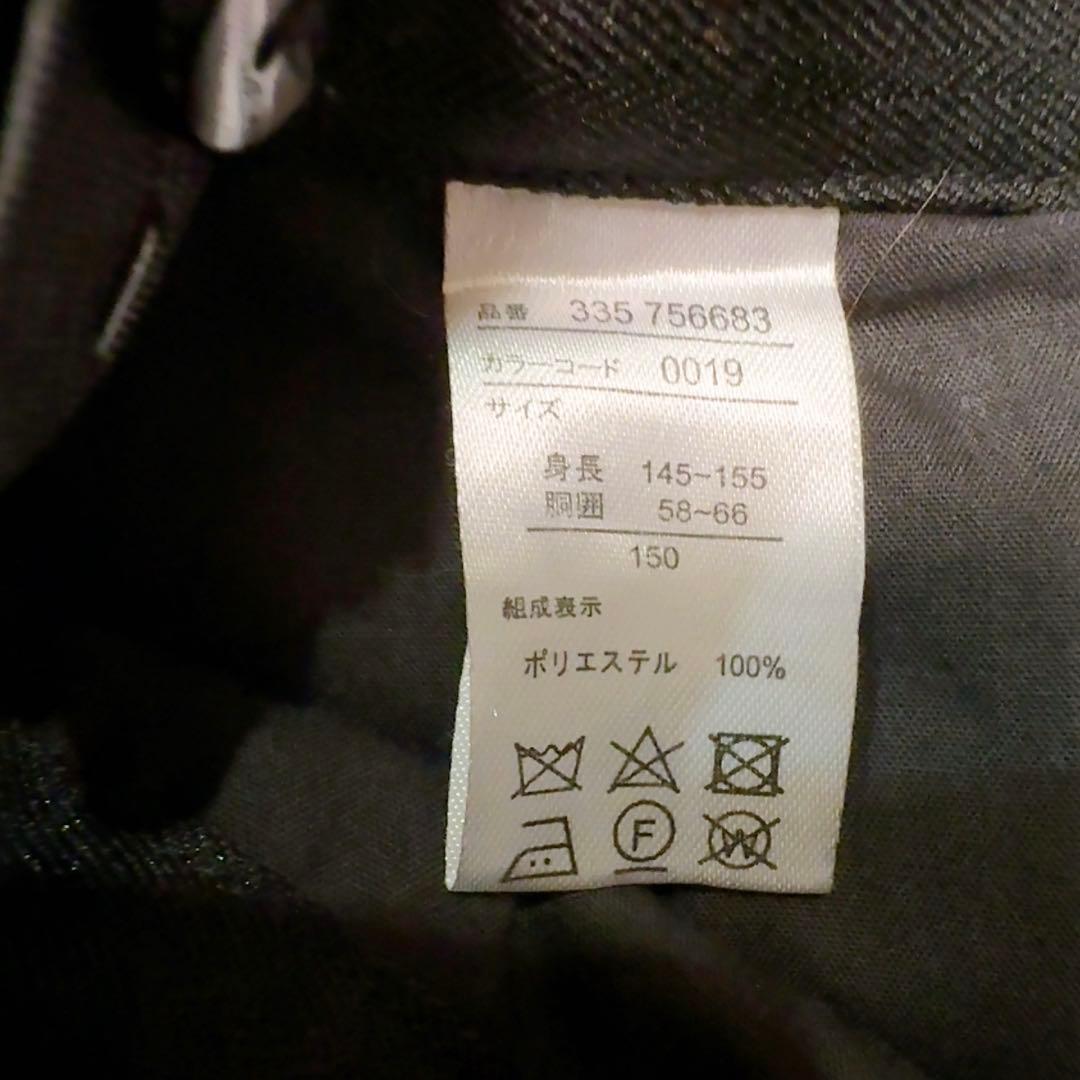 品番 335 756683
カラーコード 0019
サイズ
身長 145~155
胴囲 58~66
150
組成表示
ポリエステル 100%
F
W